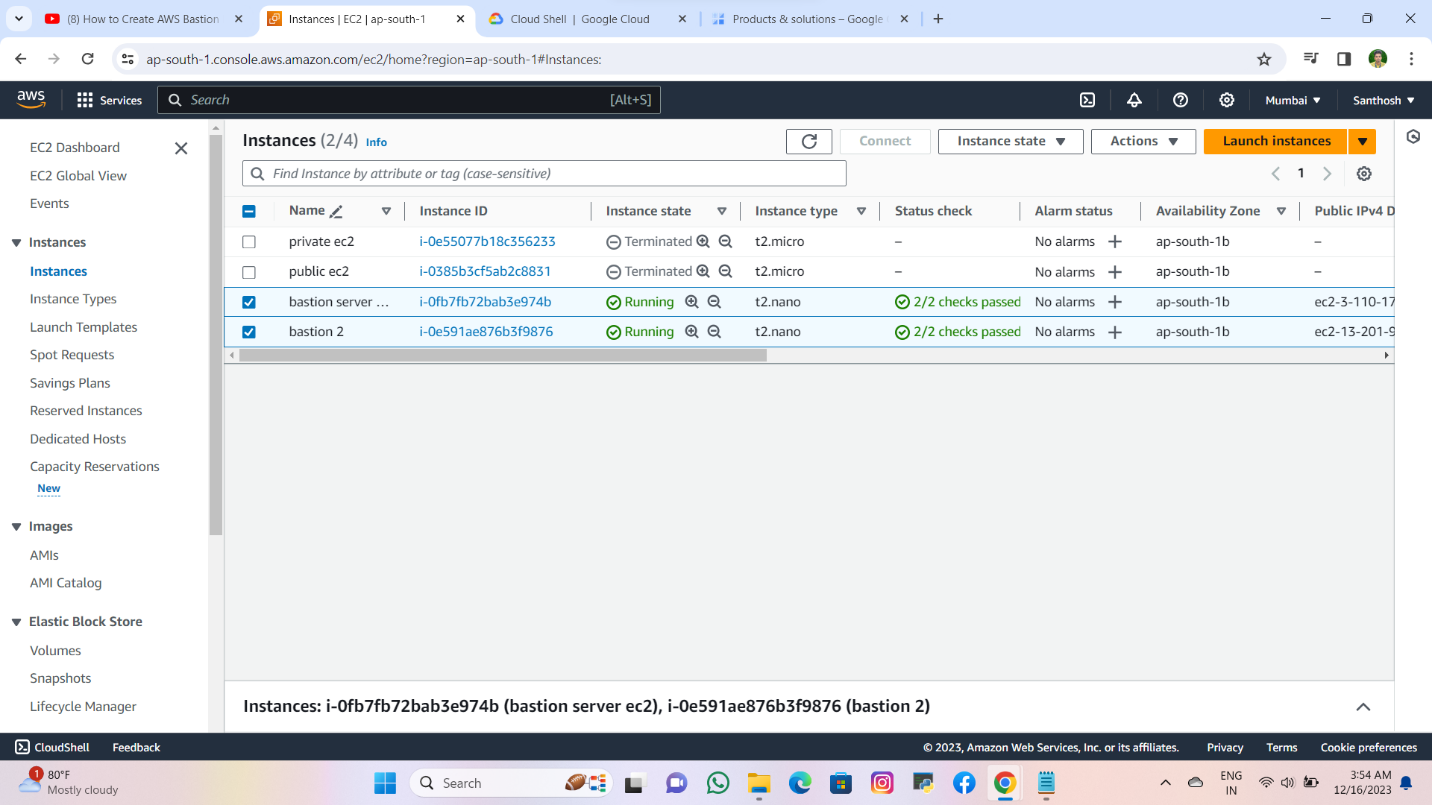 (8) How to Create AWS Bastion
Instances | EC2 | ap-south-1
Cloud Shell | Google Cloud
Products & solutions – Google
ap-south-1.console.aws.amazon.com/ec2/home?region=ap-south-1#Instances:
aws
Services
Search
[Alt+S]
Mumbai
Santhosh
EC2 Dashboard
EC2 Global View
Events
Instances
Instances
Instance Types
Launch Templates
Spot Requests
Savings Plans
Reserved Instances
Dedicated Hosts
Capacity Reservations
New
Images
AMIs
AMI Catalog
Elastic Block Store
Volumes
Snapshots
Lifecycle Manager
Instances (2/4) Info
Connect
Instance state
Actions
Launch instances
Find Instance by attribute or tag (case-sensitive)
1
Name Instance ID Instance state Instance type Status check Alarm status Availability Zone Public IPv4 D
private ec2 i-0e55077b18c356233 Terminated t2.micro – No alarms + ap-south-1b –
public ec2 i-0385b3cf5ab2c8831 Terminated t2.micro – No alarms + ap-south-1b –
bastion server ... i-0fb7fb72bab3e974b Running t2.nano 2/2 checks passed No alarms + ap-south-1b ec2-3-110-17
bastion 2 i-0e591ae876b3f9876 Running t2.nano 2/2 checks passed No alarms + ap-south-1b ec2-13-201-9
Instances: i-0fb7fb72bab3e974b (bastion server ec2), i-0e591ae876b3f9876 (bastion 2)
CloudShell
Feedback
© 2023, Amazon Web Services, Inc. or its affiliates.
Privacy
Terms
Cookie preferences
1
80°F
Mostly cloudy
Search
ENG
IN
3:54 AM
12/16/2023